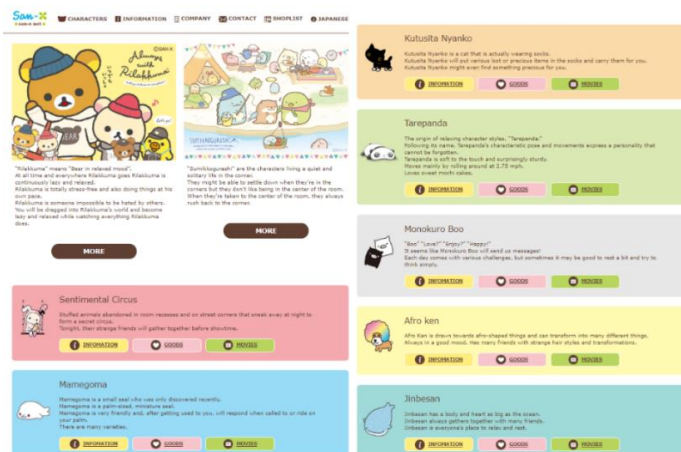 San-X
CHARACTERS
INFORMATION
COMPANY
CONTACT
SHOPLIST
JAPANESE
Always
with
Rilakkuma
"Rilakkuma" means "Bear in relaxed mood".
At all time and everywhere Rilakkuma goes Rilakkuma is
continuously lazy and relaxed.
Rilakkuma is totally stress-free and also doing things at his
own pace.
Rilakkuma is someone impossible to be hated by others.
You will be dragged into Rilakkuma's world and become
lazy and relaxed while watching everything Rilakkuma
does.
MORE
SUMIKKOGURASHI
"Sumikkogurashi" are the characters living a quiet and
solitary life in the corner.
They might be able to settle down when they're in the
corners but they don't like being in the center of the room.
When they're taken to the center of the room, they always
rush back to the corner.
MORE
Sentimental Circus
Stuffed animals abandoned in room recesses and on street corners that sneak away at night to
form a secret circus.
Tonight, their strange friends will gather together before showtime.
INFOMATION
GOODS
MOVIES
Mamegoma
Mamegoma is a small seal who was only discovered recently.
Mamegoma is a palm-sized, miniature seal.
Mamegoma is very friendly and, after getting used to you, will respond when called to or ride on
your palm.
There are many varieties.
INFOMATION
GOODS
MOVIES
Kutusita Nyanko
Kutusita Nyanko is a cat that is actually wearing socks.
Kutusita Nyanko will put various lost or precious items in the socks and carry them for you.
Kutusita Nyanko might even find something precious for you.
INFOMATION
GOODS
MOVIES
Tarepanda
The origin of relaxing character styles, "Tarepanda."
Following its name, Tarepanda's characteristic pose and movements express a personality that
cannot be forgotten.
Tarepanda is soft to the touch and surprisingly sturdy.
Moves mainly by rolling around at 2.75 mph.
Loves sweet mochi cakes.
INFOMATION
GOODS
MOVIES
Monokuro Boo
"Boo" "Love?" "Enjoy?" "Happy!"
It seems like Monokuro Boo will send us messages!
Each day comes with various challenges, but sometimes it may be good to rest a bit and try to
think simply.
INFOMATION
GOODS
MOVIES
Afro ken
Afro Ken is drawn towards afro-shaped things and can transform into many different things.
Always in a good mood. Has many friends with strange hair styles and transformations.
INFOMATION
GOODS
MOVIES
Jinbesan
Jinbesan has a body and heart as big as the ocean.
Jinbesan always gathers together with many friends.
Jinbesan is everyone's place to relax and rest.
INFOMATION
GOODS
MOVIES